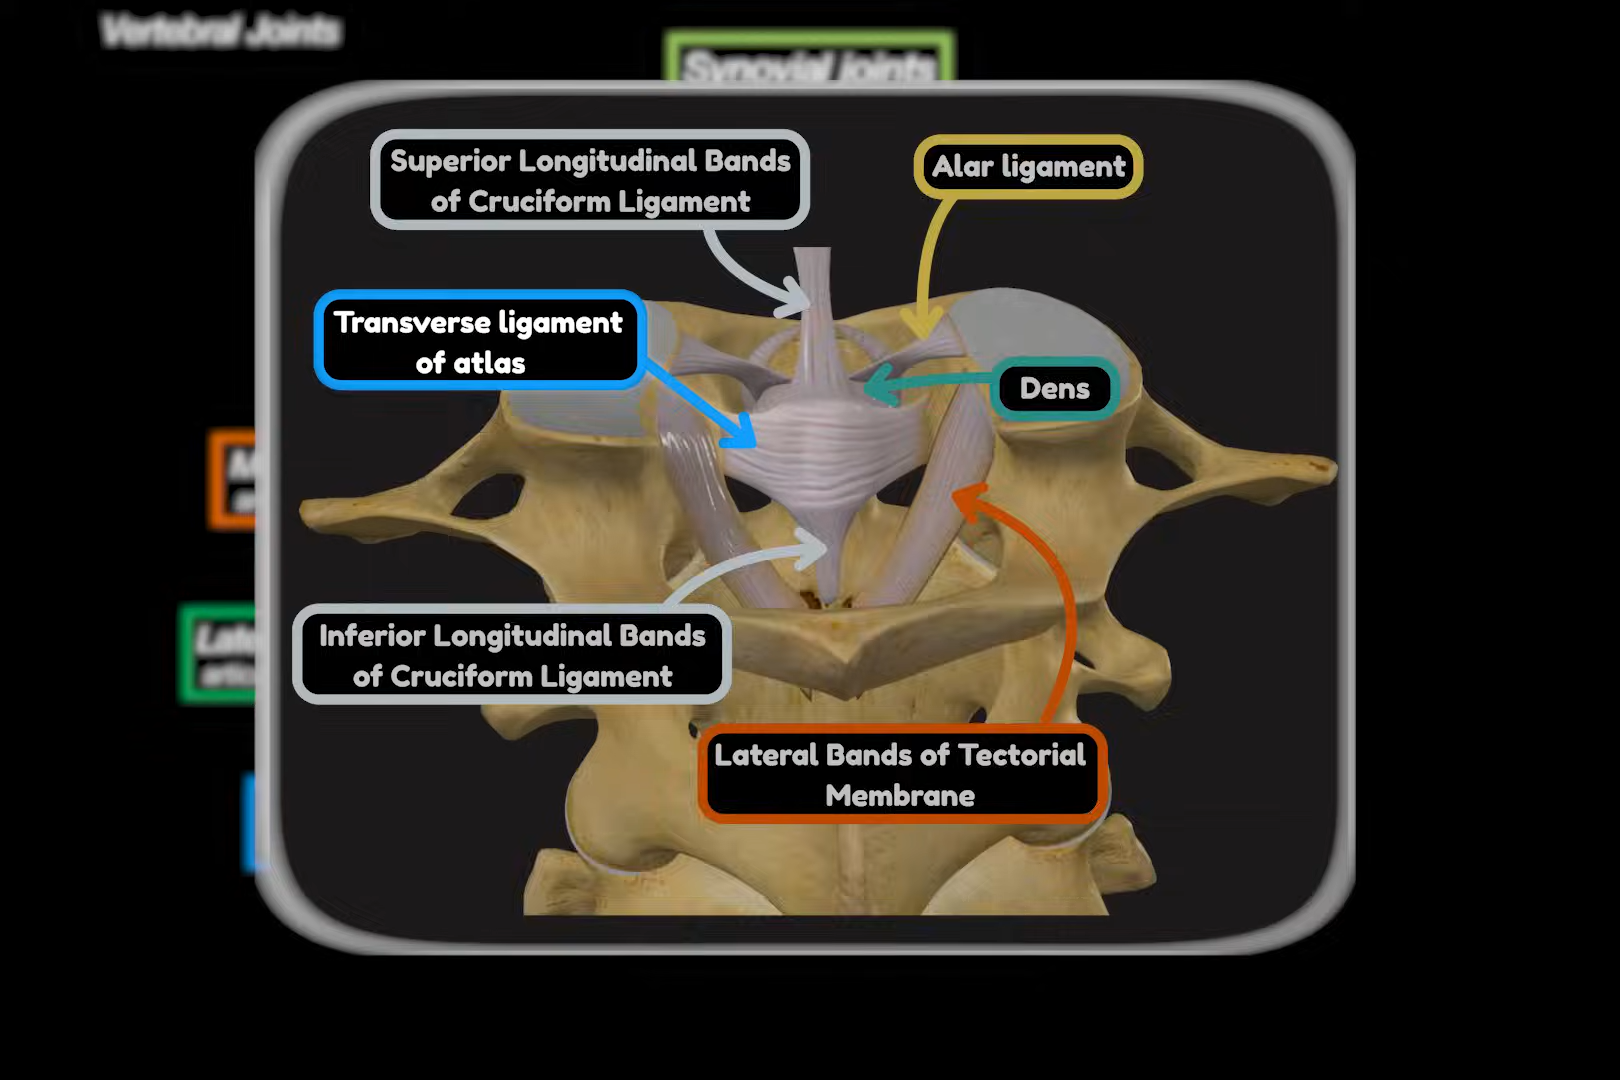 Vertebral Joints
Synovial joints
Superior Longitudinal Bands
of Cruciform Ligament
Alar ligament
Transverse ligament
of atlas
Dens
Inferior Longitudinal Bands
of Cruciform Ligament
Lateral Bands of Tectorial
Membrane